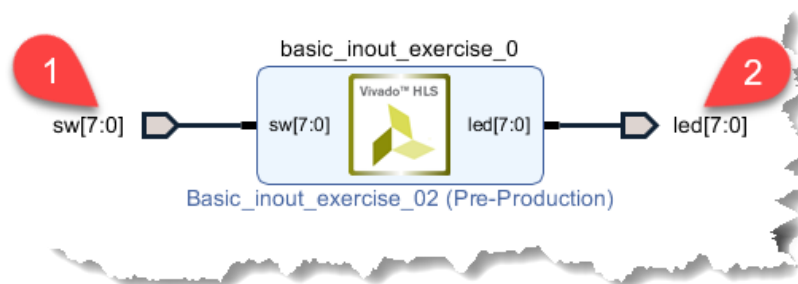 basic_inout_exercise_0
1
2
Vivado™ HLS
sw[7:0]
sw[7:0]
led[7:0]
led[7:0]
Basic_inout_exercise_02 (Pre-Production)